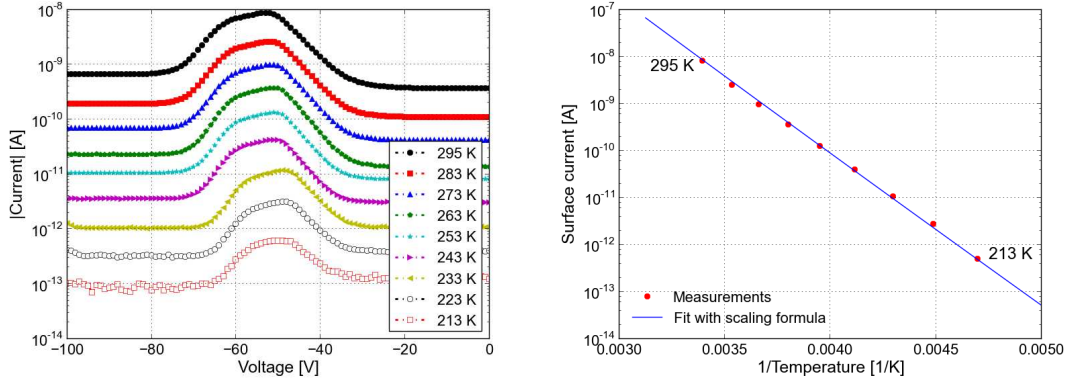 |Current| [A]
10⁻⁸
10⁻⁹
10⁻¹⁰
10⁻¹¹
10⁻¹²
10⁻¹³
10⁻¹⁴
−100
−80
−60
−40
−20
0
Voltage [V]
295 K
283 K
273 K
263 K
253 K
243 K
233 K
223 K
213 K
Surface current [A]
10⁻⁷
10⁻⁸
10⁻⁹
10⁻¹⁰
10⁻¹¹
10⁻¹²
10⁻¹³
10⁻¹⁴
295 K
213 K
Measurements
Fit with scaling formula
0.0030
0.0035
0.0040
0.0045
0.0050
1/Temperature [1/K]